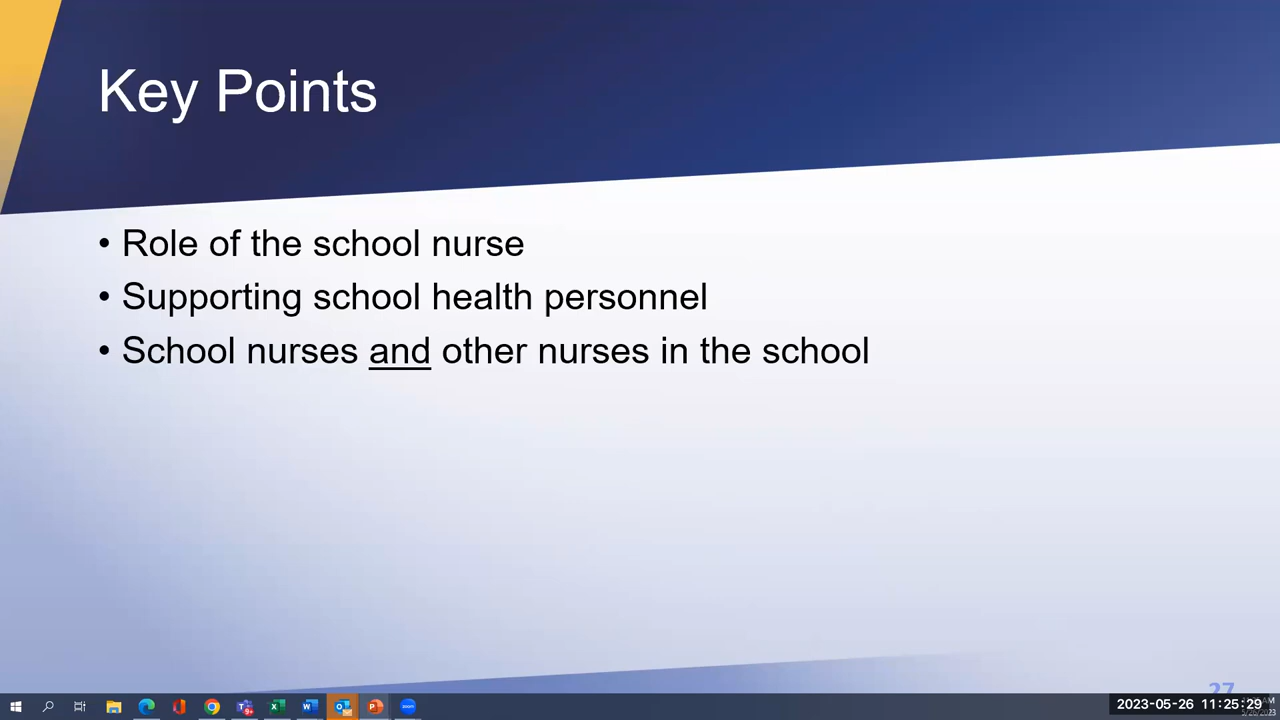 Key Points
• Role of the school nurse
• Supporting school health personnel
• School nurses and other nurses in the school
27
2023-05-26 11:25:29